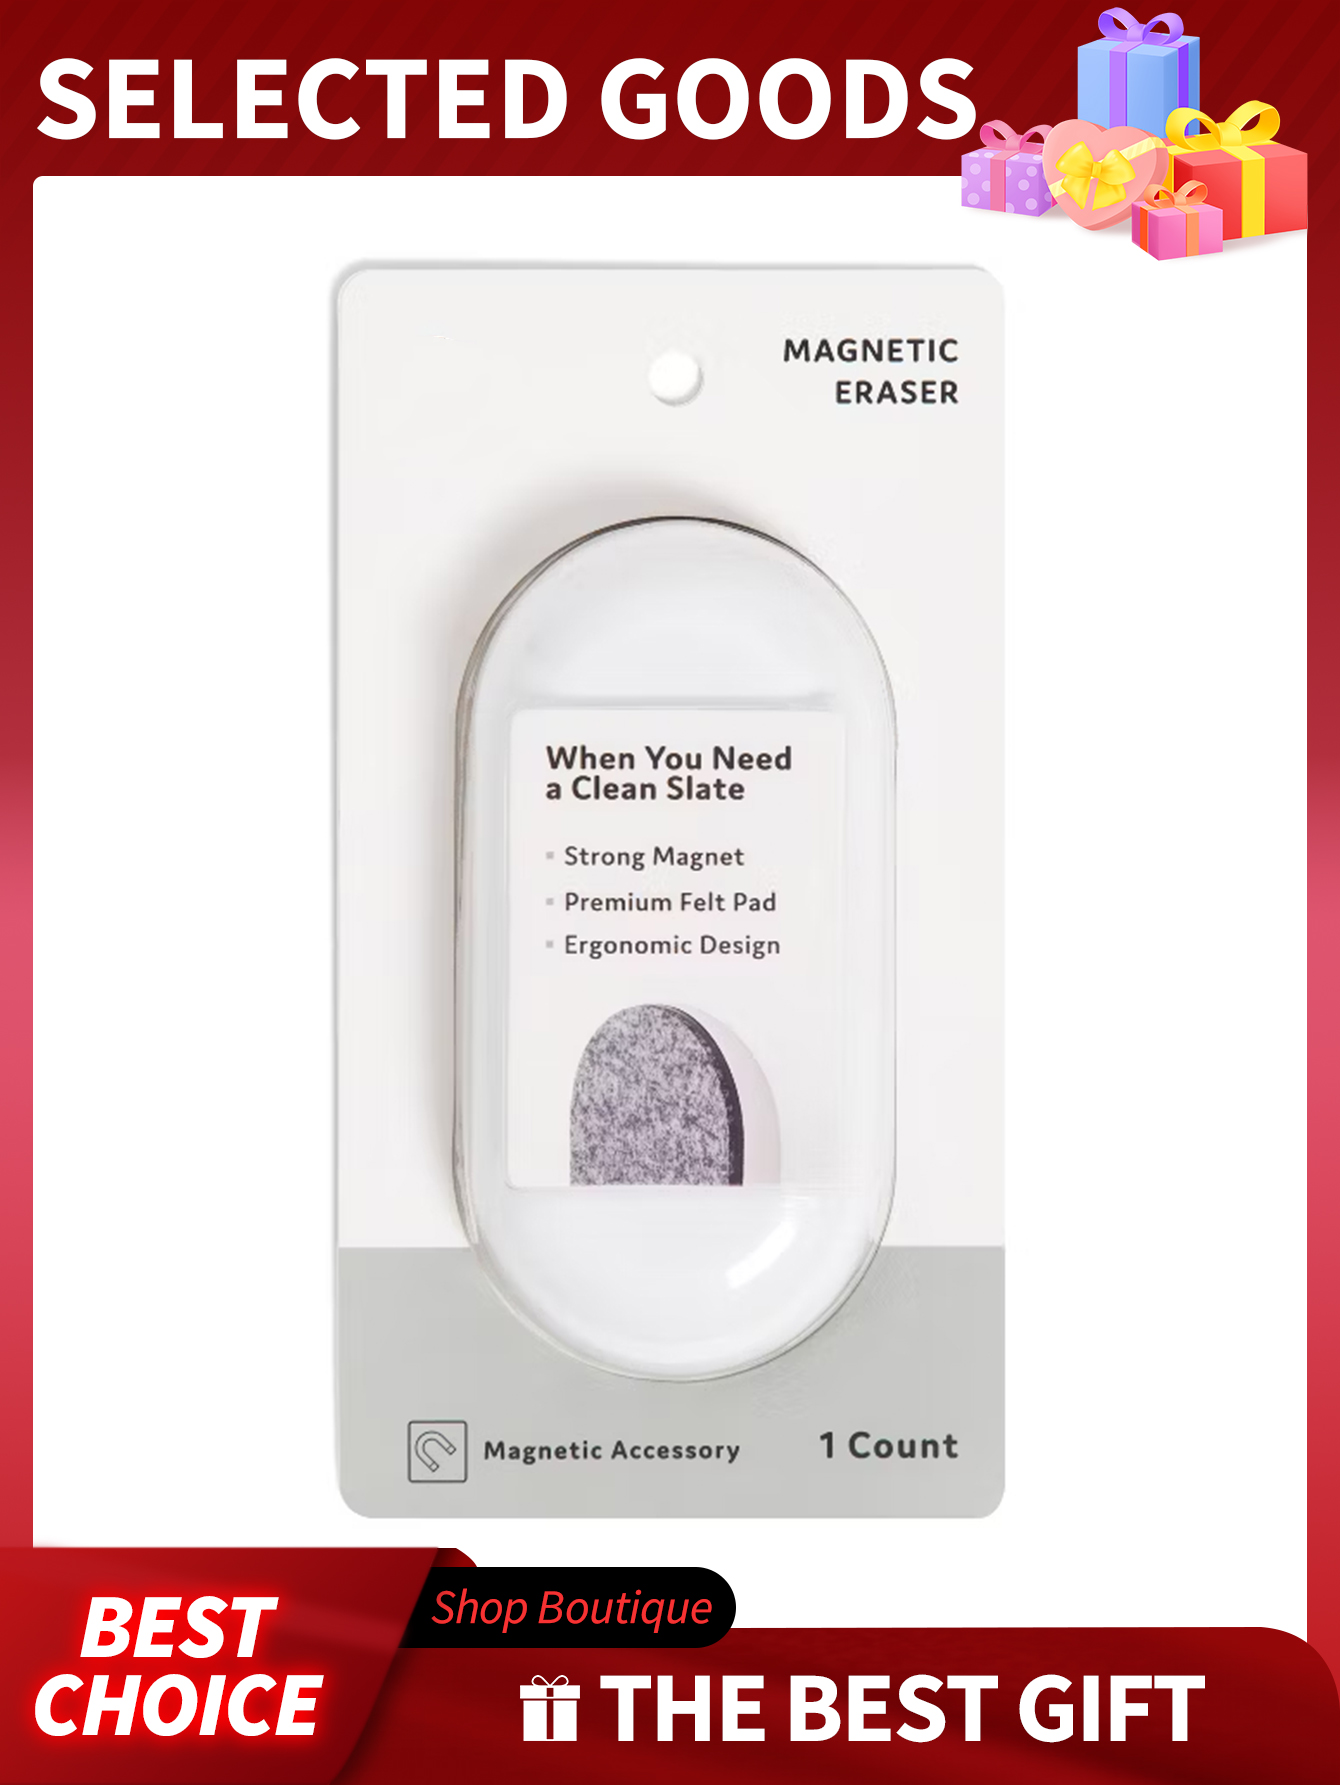 SELECTED GOODS
MAGNETIC
ERASER
When You Need
a Clean Slate
Strong Magnet
Premium Felt Pad
Ergonomic Design
Magnetic Accessory
1 Count
Shop Boutique
BEST
CHOICE
THE BEST GIFT